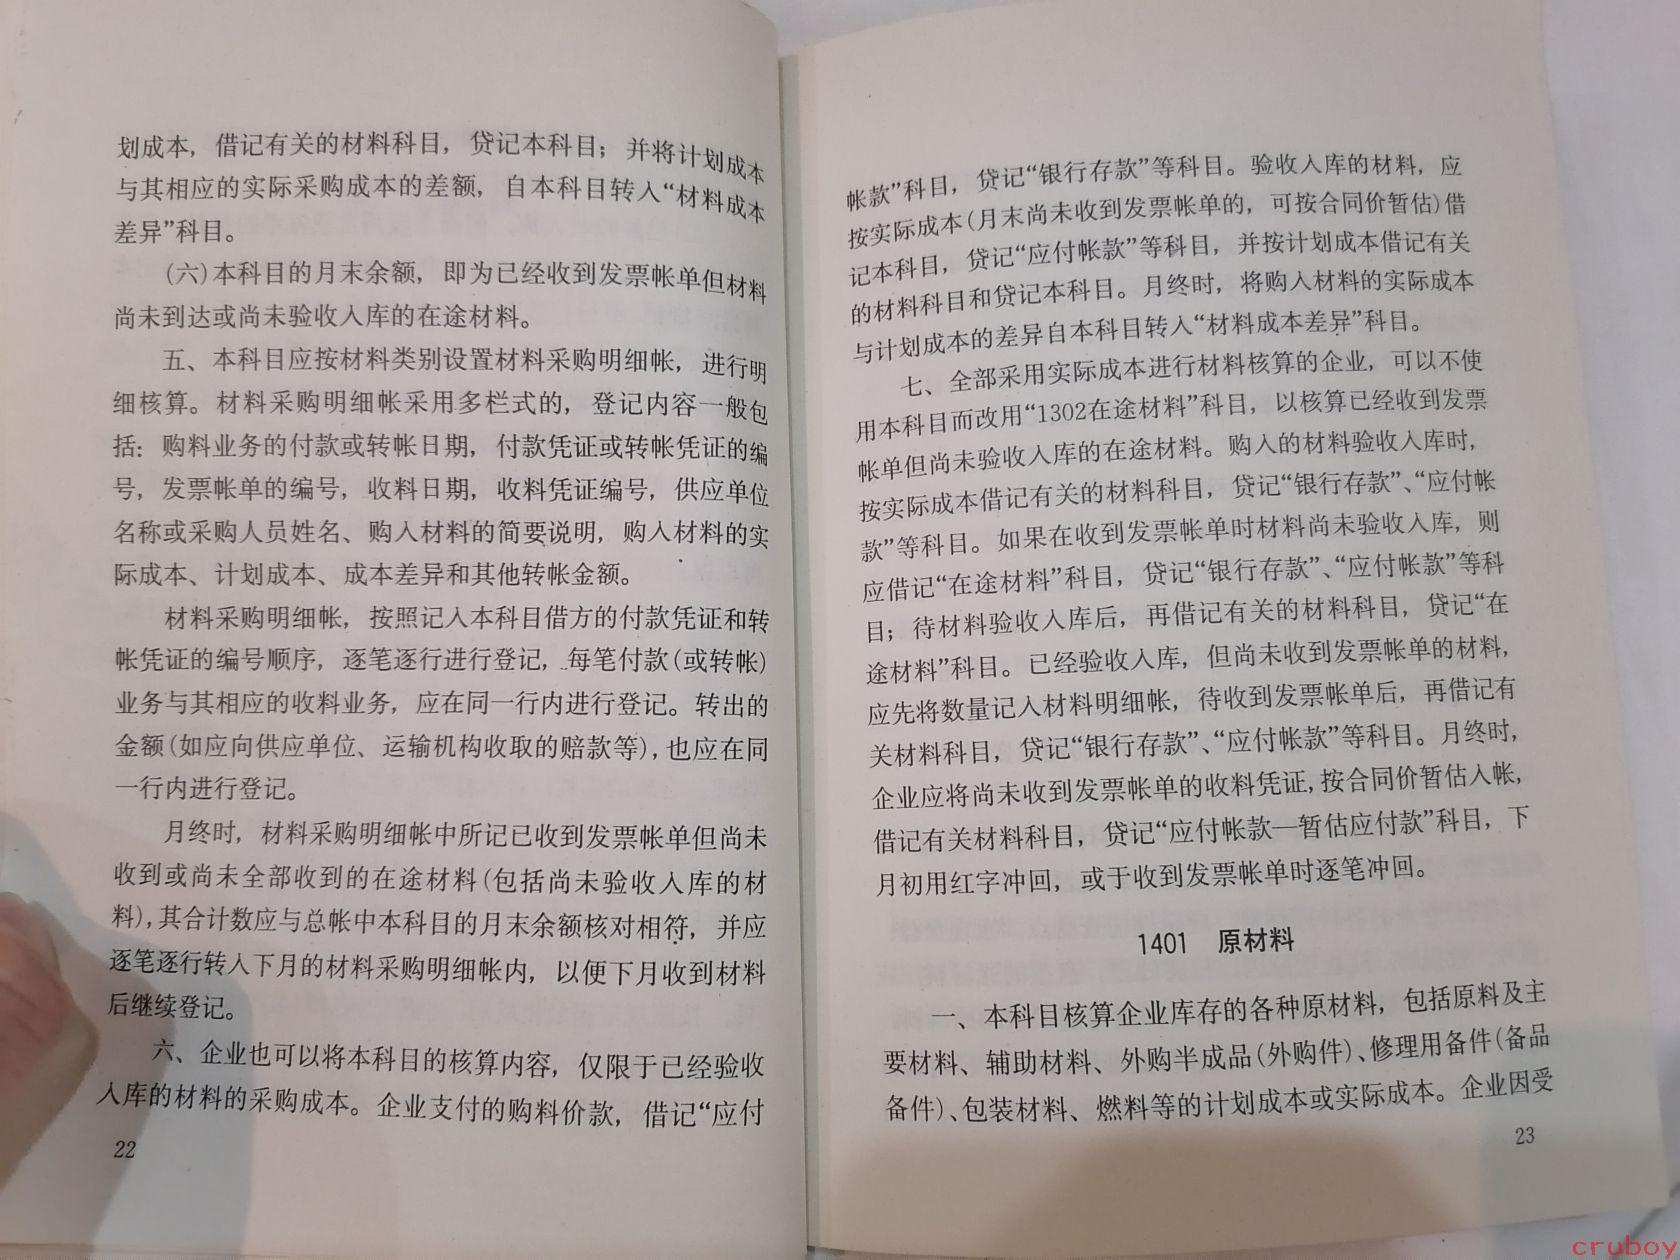 划成本，借记有关的材料科目，贷记本科目；并将计划成本
与其相应的实际采购成本的差额，自本科目转入“材料成本
差异”科目。
(六)本科目的月末余额，即为已经收到发票帐单但材料
尚未到达或尚未验收入库的在途材料。
五、本科目应按材料类别设置材料采购明细帐，进行明
细核算。材料采购明细帐采用多栏式的，登记内容一般包
括：购料业务的付款或转帐日期，付款凭证或转帐凭证的编
号，发票帐单的编号，收料日期，收料凭证编号，供应单位
名称或采购人员姓名、购入材料的简要说明，购入材料的实
际成本、计划成本、成本差异和其他转帐金额。
材料采购明细帐，按照记入本科目借方的付款凭证和转
帐凭证的编号顺序，逐笔逐行进行登记，每笔付款(或转帐)
业务与其相应的收料业务，应在同一行内进行登记。转出的
金额(如应向供应单位、运输机构收取的赔款等)，也应在同
一行内进行登记。
月终时，材料采购明细帐中所记已收到发票帐单但尚未
收到或尚未全部收到的在途材料(包括尚未验收入库的材
料)，其合计数应与总帐中本科目的月末余额核对相符，并应
逐笔逐行转入下月的材料采购明细帐内，以便下月收到材料
后继续登记。
六、企业也可以将本科目的核算内容，仅限于已经验收
入库的材料的采购成本。企业支付的购料价款，借记“应付
22
帐款”科目，贷记“银行存款”等科目。验收入库的材料，应
按实际成本(月末尚未收到发票帐单的，可按合同价暂估)借
记本科目，贷记“应付帐款”等科目，并按计划成本借记有关
的材料科目和贷记本科目。月终时，将购入材料的实际成本
与计划成本的差异自本科目转入“材料成本差异”科目。
七、全部采用实际成本进行材料核算的企业，可以不使
用本科目而改用“1302在途材料”科目，以核算已经收到发票
帐单但尚未验收入库的在途材料。购入的材料验收入库时，
按实际成本借记有关的材料科目，贷记“银行存款”、“应付帐
款”等科目。如果在收到发票帐单时材料尚未验收入库，则
应借记“在途材料”科目，贷记“银行存款”、“应付帐款”等科
目；待材料验收入库后，再借记有关的材料科目，贷记“在
途材料”科目。已经验收入库，但尚未收到发票帐单的材料，
应先将数量记入材料明细帐，待收到发票帐单后，再借记有
关材料科目，贷记“银行存款”、“应付帐款”等科目。月终时，
企业应将尚未收到发票帐单的收料凭证，按合同价暂估入帐，
借记有关材料科目，贷记“应付帐款—暂估应付款”科目，下
月初用红字冲回，或于收到发票帐单时逐笔冲回。
1401 原材料
一、本科目核算企业库存的各种原材料，包括原料及主
要材料、辅助材料、外购半成品(外购件)、修理用备件(备品
备件)、包装材料、燃料等的计划成本或实际成本。企业因受
23
cruboy